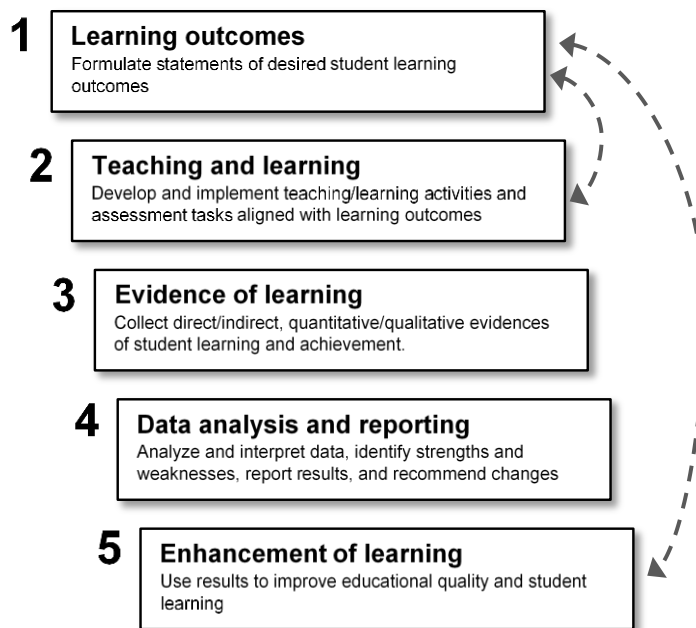 1
Learning outcomes
Formulate statements of desired student learning
outcomes
2
Teaching and learning
Develop and implement teaching/learning activities and
assessment tasks aligned with learning outcomes
3
Evidence of learning
Collect direct/indirect, quantitative/qualitative evidences
of student learning and achievement.
4
Data analysis and reporting
Analyze and interpret data, identify strengths and
weaknesses, report results, and recommend changes
5
Enhancement of learning
Use results to improve educational quality and student
learning